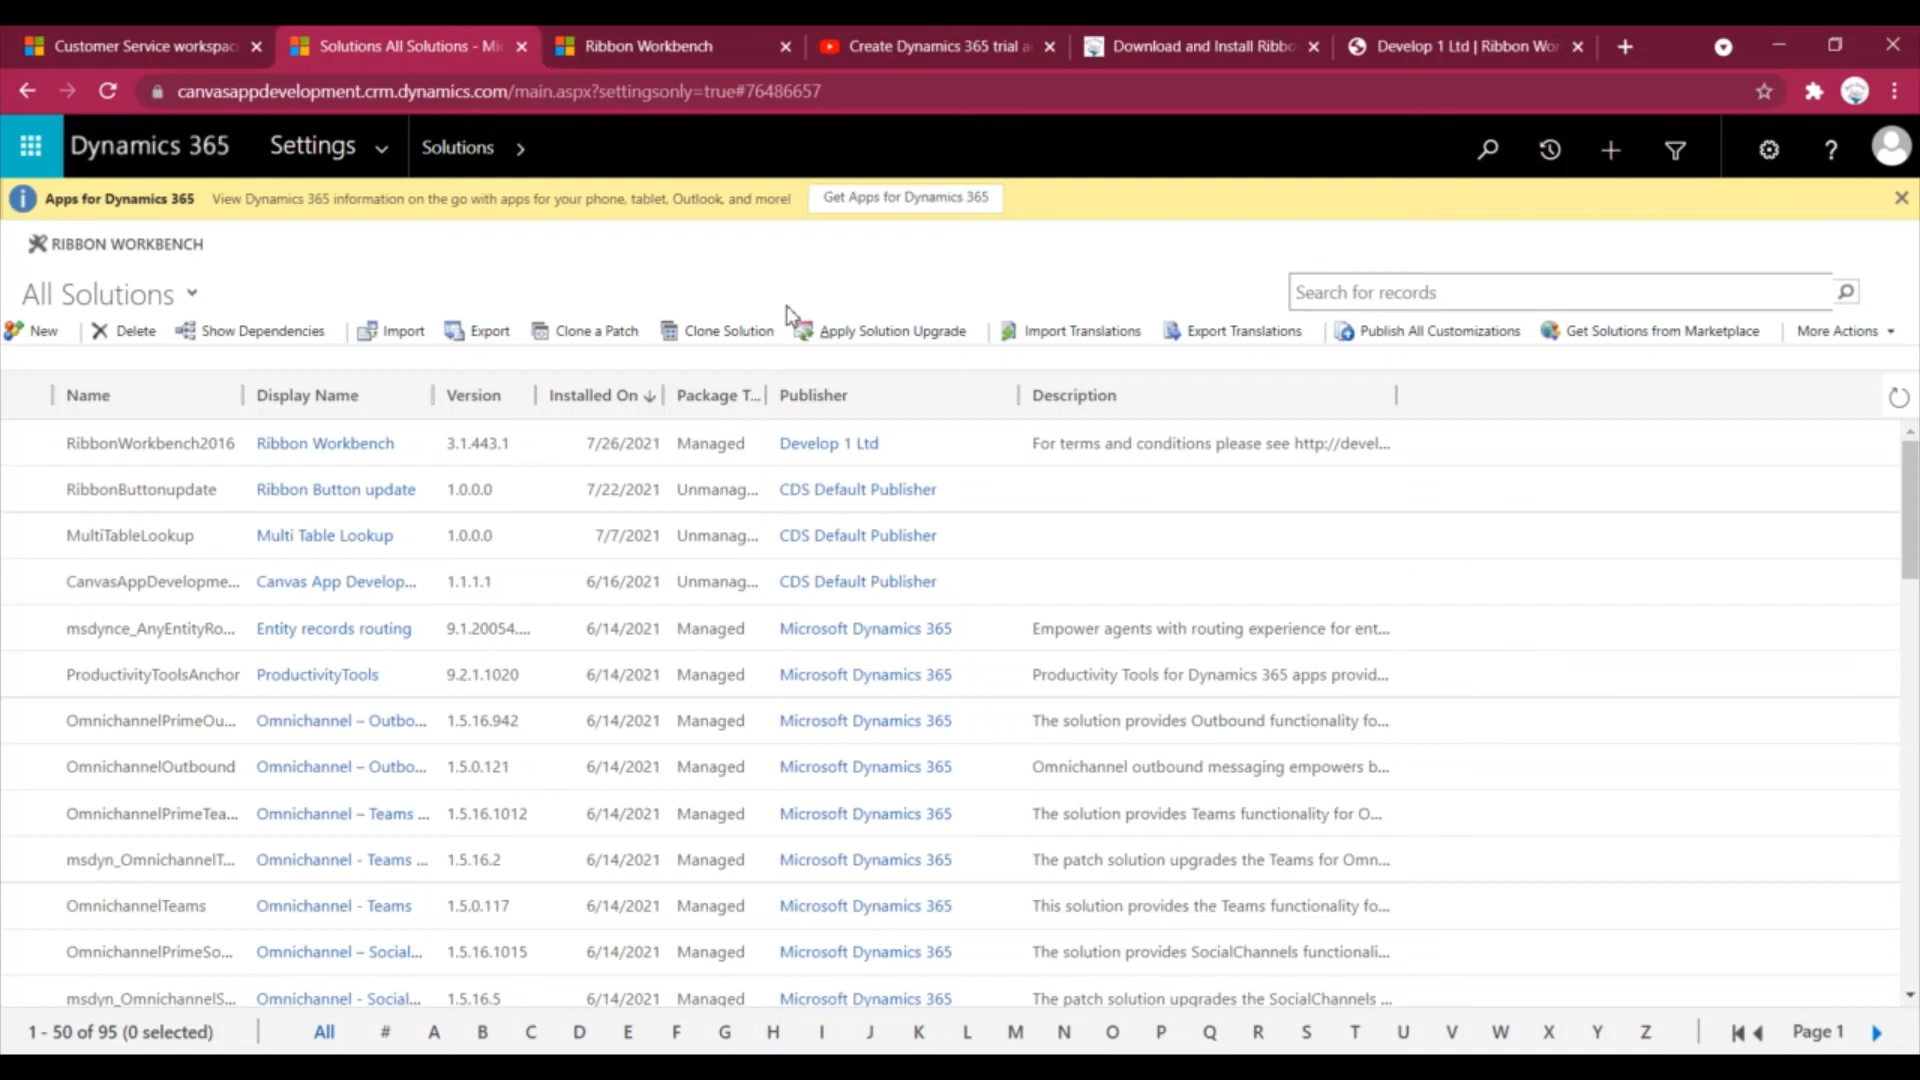 Customer Service workspac
Solutions All Solutions - Mi
Ribbon Workbench
Create Dynamics 365 trial a
Download and Install Ribbo
Develop 1 Ltd | Ribbon Wor
canvasappdevelopment.crm.dynamics.com/main.aspx?settingsonly=true#76486657
Dynamics 365 Settings Solutions
Apps for Dynamics 365 View Dynamics 365 information on the go with apps for your phone, tablet, Outlook, and more! Get Apps for Dynamics 365
RIBBON WORKBENCH
All Solutions
Search for records
New Delete Show Dependencies Import Export Clone a Patch Clone Solution Apply Solution Upgrade Import Translations Export Translations Publish All Customizations Get Solutions from Marketplace More Actions
Name Display Name Version Installed On Package T... Publisher Description
RibbonWorkbench2016 Ribbon Workbench 3.1.443.1 7/26/2021 Managed Develop 1 Ltd For terms and conditions please see http://devel...
RibbonButtonupdate Ribbon Button update 1.0.0.0 7/22/2021 Unmanag... CDS Default Publisher
MultiTableLookup Multi Table Lookup 1.0.0.0 7/7/2021 Unmanag... CDS Default Publisher
CanvasAppDevelopme... Canvas App Develop... 1.1.1.1 6/16/2021 Unmanag... CDS Default Publisher
msdynce_AnyEntityRo... Entity records routing 9.1.20054.... 6/14/2021 Managed Microsoft Dynamics 365 Empower agents with routing experience for ent...
ProductivityToolsAnchor ProductivityTools 9.2.1.1020 6/14/2021 Managed Microsoft Dynamics 365 Productivity Tools for Dynamics 365 apps provid...
OmnichannelPrimeOu... Omnichannel – Outbo... 1.5.16.942 6/14/2021 Managed Microsoft Dynamics 365 The solution provides Outbound functionality fo...
OmnichannelOutbound Omnichannel – Outbo... 1.5.0.121 6/14/2021 Managed Microsoft Dynamics 365 Omnichannel outbound messaging empowers b...
OmnichannelPrimeTea... Omnichannel – Teams ... 1.5.16.1012 6/14/2021 Managed Microsoft Dynamics 365 The solution provides Teams functionality for O...
msdyn_OmnichannelT... Omnichannel - Teams ... 1.5.16.2 6/14/2021 Managed Microsoft Dynamics 365 The patch solution upgrades the Teams for Omn...
OmnichannelTeams Omnichannel - Teams 1.5.0.117 6/14/2021 Managed Microsoft Dynamics 365 This solution provides the Teams functionality fo...
OmnichannelPrimeSo... Omnichannel – Social... 1.5.16.1015 6/14/2021 Managed Microsoft Dynamics 365 The solution provides SocialChannels functionali...
msdyn_OmnichannelS... Omnichannel - Social... 1.5.16.5 6/14/2021 Managed Microsoft Dynamics 365 The patch solution upgrades the SocialChannels ...
1 - 50 of 95 (0 selected) All # A B C D E F G H I J K L M N O P Q R S T U V W X Y Z Page 1